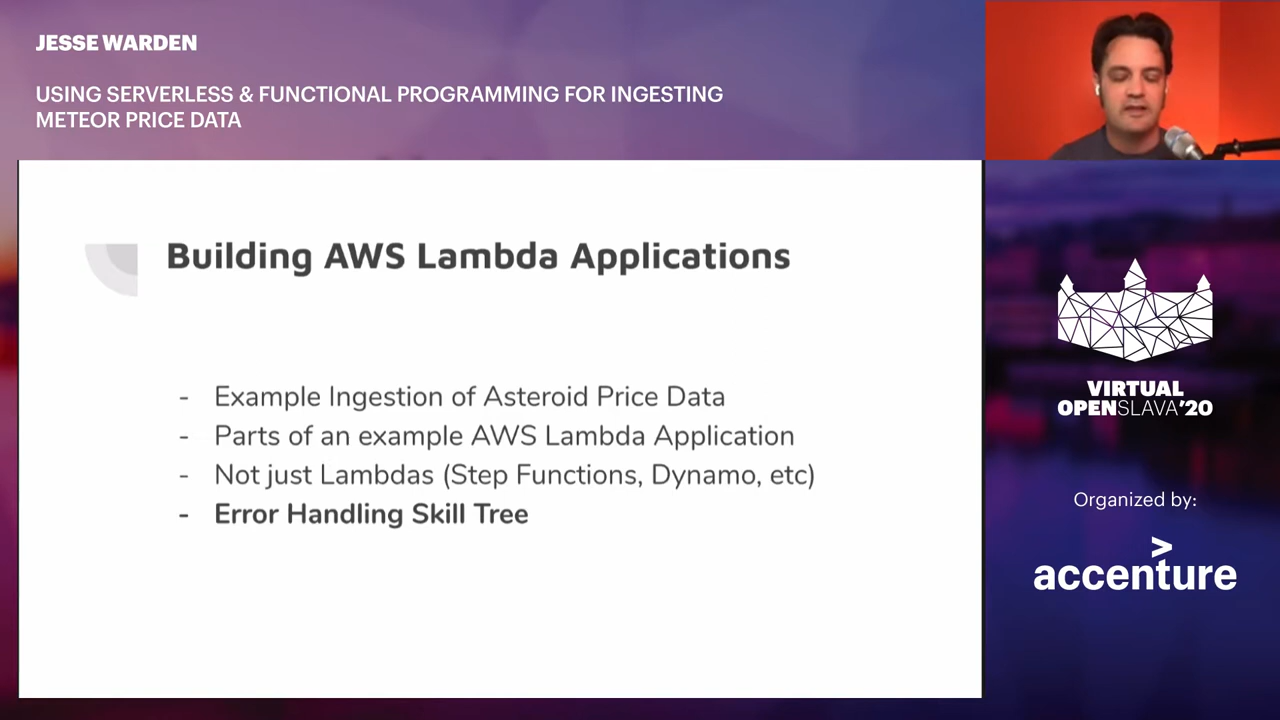 JESSE WARDEN
USING SERVERLESS & FUNCTIONAL PROGRAMMING FOR INGESTING
METEOR PRICE DATA
Building AWS Lambda Applications
- Example Ingestion of Asteroid Price Data
- Parts of an example AWS Lambda Application
- Not just Lambdas (Step Functions, Dynamo, etc)
- Error Handling Skill Tree
VIRTUAL
OPENSLAVA'20
Organized by:
>
accenture